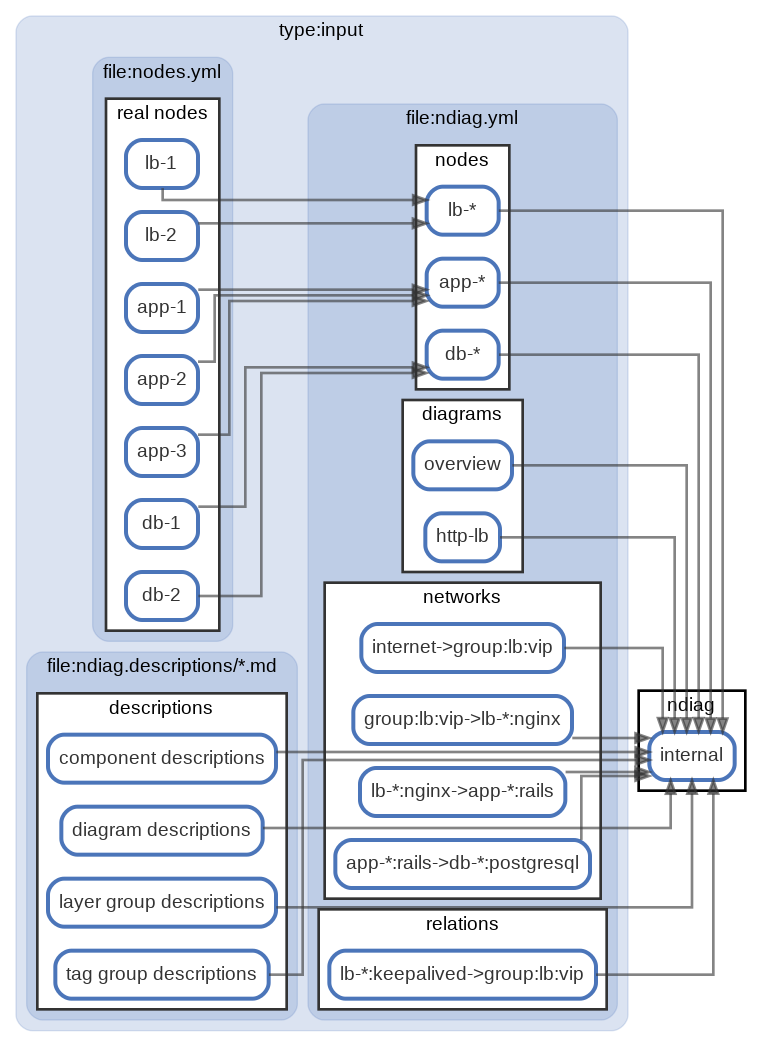 type:input
file:nodes.yml
real nodes
lb-1
lb-2
app-1
app-2
app-3
db-1
db-2
file:ndiag.descriptions/*.md
descriptions
component descriptions
diagram descriptions
layer group descriptions
tag group descriptions
file:ndiag.yml
nodes
lb-*
app-*
db-*
diagrams
overview
http-lb
networks
internet->group:lb:vip
group:lb:vip->lb-*:nginx
lb-*:nginx->app-*:rails
app-*:rails->db-*:postgresql
relations
lb-*:keepalived->group:lb:vip
ndiag
internal